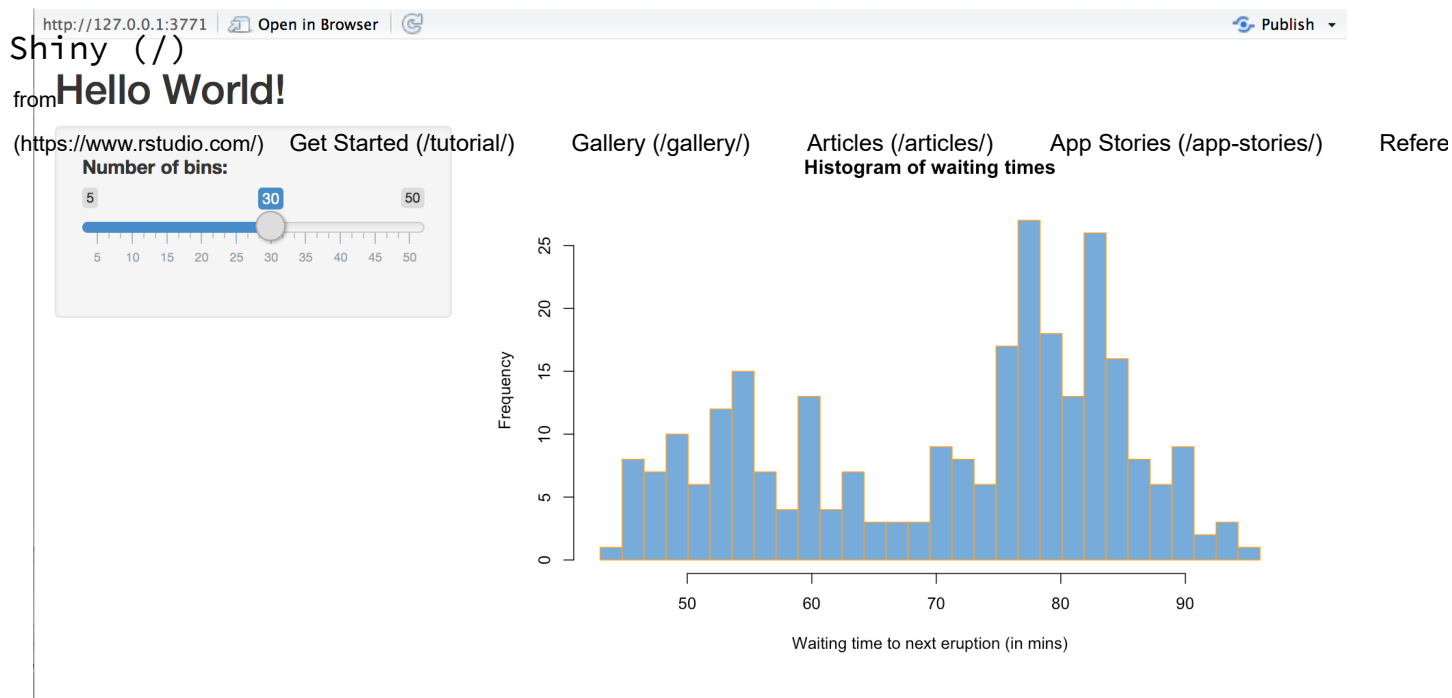 http://127.0.0.1:3771 Open in Browser Publish
Shiny (/)
from Hello World!
(https://www.rstudio.com/) Get Started (/tutorial/) Gallery (/gallery/) Articles (/articles/) App Stories (/app-stories/) Refere
Number of bins: Histogram of waiting times
5 30 50
5 10 15 20 25 30 35 40 45 50
Frequency
25
20
15
10
5
0
50 60 70 80 90
Waiting time to next eruption (in mins)